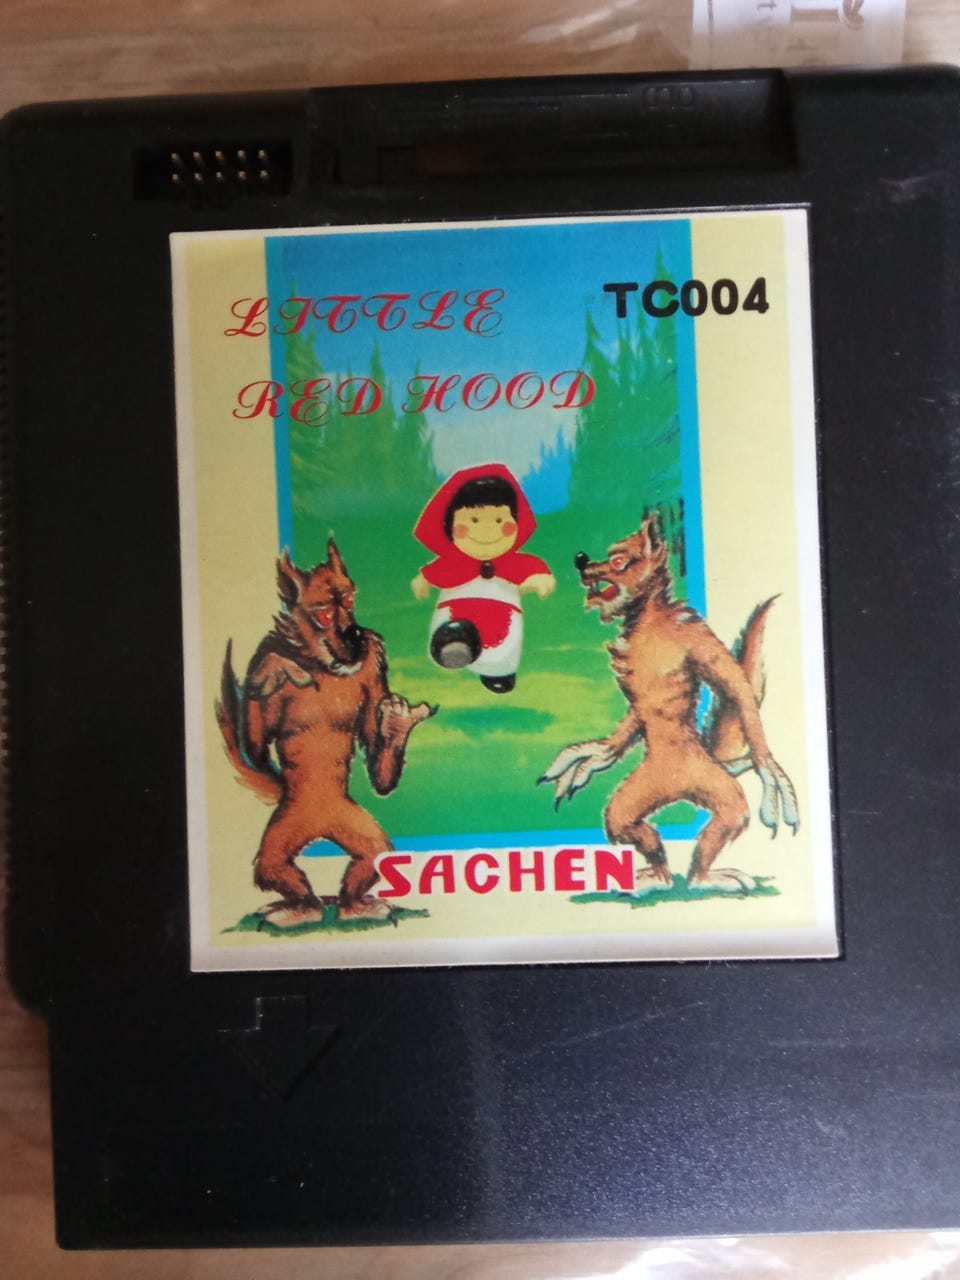 LITTLE
TC004
RED HOOD
SACHEN